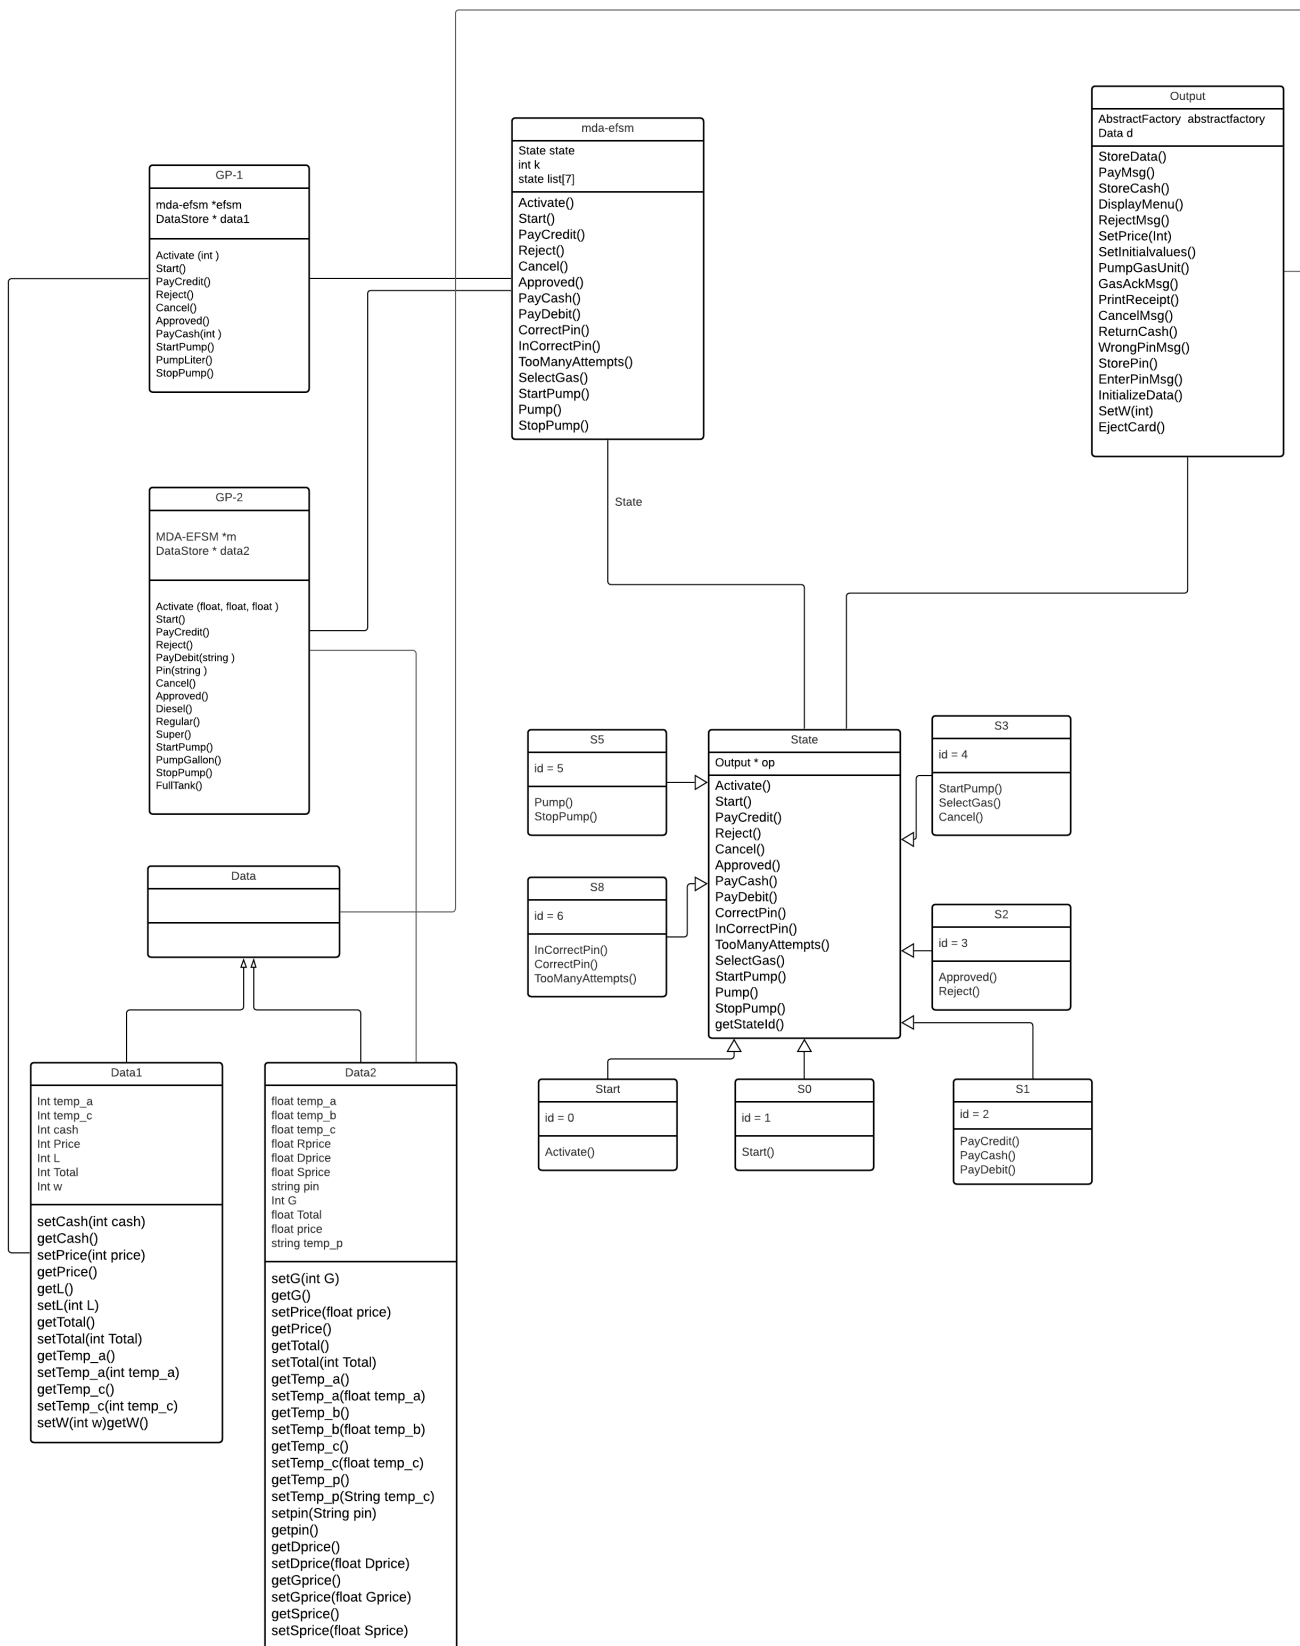 GP-1
mda-efsm *efsm
DataStore * data1
Activate (int )
Start()
PayCredit()
Reject()
Cancel()
Approved()
PayCash(int )
StartPump()
PumpLiter()
StopPump()
mda-efsm
State state
int k
state list[7]
Activate()
Start()
PayCredit()
Reject()
Cancel()
Approved()
PayCash()
PayDebit()
CorrectPin()
InCorrectPin()
TooManyAttempts()
SelectGas()
StartPump()
Pump()
StopPump()
State
Output
AbstractFactory  abstractfactory
Data d
StoreData()
PayMsg()
StoreCash()
DisplayMenu()
RejectMsg()
SetPrice(Int)
SetInitialvalues()
PumpGasUnit()
GasAckMsg()
PrintReceipt()
CancelMsg()
ReturnCash()
WrongPinMsg()
StorePin()
EnterPinMsg()
InitializeData()
SetW(int)
EjectCard()
GP-2
MDA-EFSM *m
DataStore * data2
Activate (float, float, float )
Start()
PayCredit()
Reject()
PayDebit(string )
Pin(string )
Cancel()
Approved()
Diesel()
Regular()
Super()
StartPump()
PumpGallon()
StopPump()
FullTank()
S5
id = 5
Pump()
StopPump()
State
Output * op
Activate()
Start()
PayCredit()
Reject()
Cancel()
Approved()
PayCash()
PayDebit()
CorrectPin()
InCorrectPin()
TooManyAttempts()
SelectGas()
StartPump()
Pump()
StopPump()
getStateId()
S3
id = 4
StartPump()
SelectGas()
Cancel()
S8
id = 6
InCorrectPin()
CorrectPin()
TooManyAttempts()
S2
id = 3
Approved()
Reject()
Start
id = 0
Activate()
S0
id = 1
Start()
S1
id = 2
PayCredit()
PayCash()
PayDebit()
Data
Data1
Int temp_a
Int temp_c
Int cash
Int Price
Int L
Int Total
Int w
setCash(int cash)
getCash()
setPrice(int price)
getPrice()
getL()
setL(int L)
getTotal()
setTotal(int Total)
getTemp_a()
setTemp_a(int temp_a)
getTemp_c()
setTemp_c(int temp_c)
setW(int w)getW()
Data2
float temp_a
float temp_b
float temp_c
float Rprice
float Dprice
float Sprice
string pin
Int G
float Total
float price
string temp_p
setG(int G)
getG()
setPrice(float price)
getPrice()
getTotal()
setTotal(int Total)
getTemp_a()
setTemp_a(float temp_a)
getTemp_b()
setTemp_b(float temp_b)
getTemp_c()
setTemp_c(float temp_c)
getTemp_p()
setTemp_p(String temp_c)
setpin(String pin)
getpin()
getDprice()
setDprice(float Dprice)
getGprice()
setGprice(float Gprice)
getSprice()
setSprice(float Sprice)